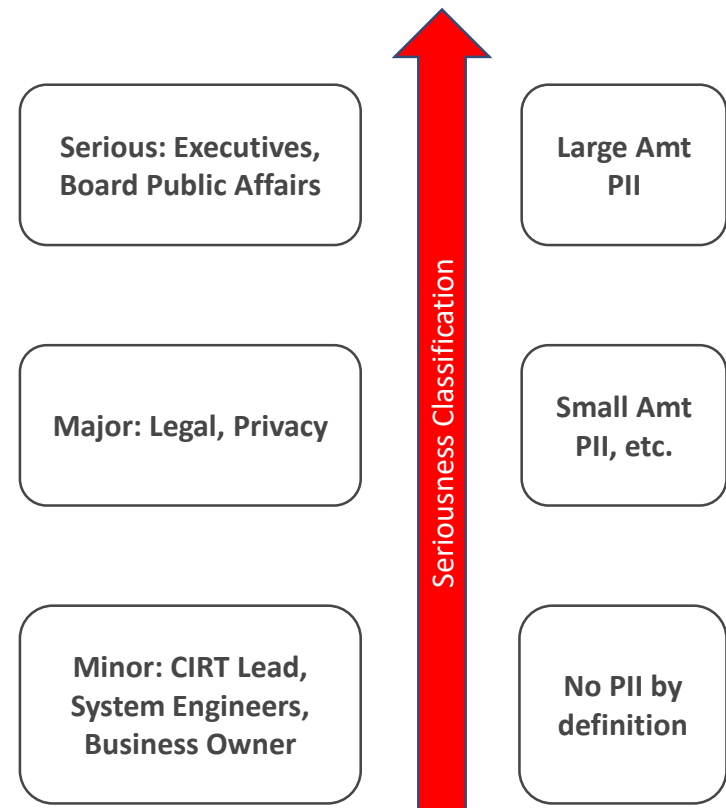 Serious: Executives,
Board Public Affairs
Large Amt
PII
Seriousness Classification
Major: Legal, Privacy
Small Amt
PII, etc.
Minor: CIRT Lead,
System Engineers,
Business Owner
No PII by
definition